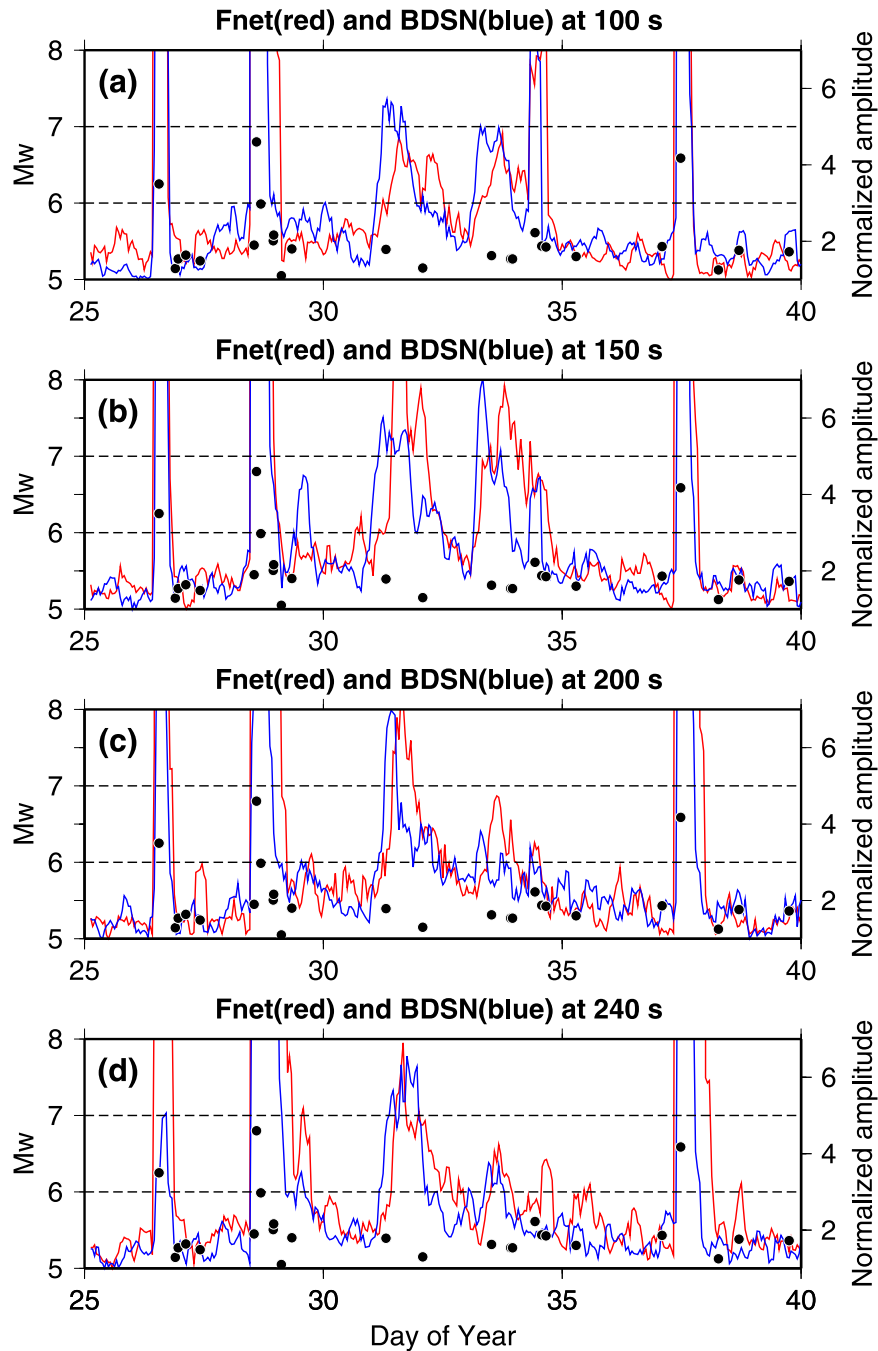 Fnet(red) and BDSN(blue) at 100 s
(a)
8
7
6
5
Mw
6
4
2
Normalized amplitude
25 30 35 40
Fnet(red) and BDSN(blue) at 150 s
(b)
8
7
6
5
Mw
6
4
2
Normalized amplitude
25 30 35 40
Fnet(red) and BDSN(blue) at 200 s
(c)
8
7
6
5
Mw
6
4
2
Normalized amplitude
25 30 35 40
Fnet(red) and BDSN(blue) at 240 s
(d)
8
7
6
5
Mw
6
4
2
Normalized amplitude
25 30 35 40
Day of Year